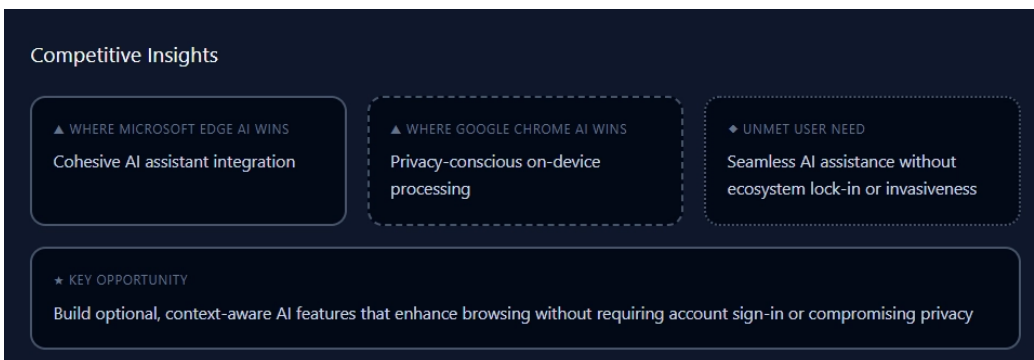 Competitive Insights
▲ WHERE MICROSOFT EDGE AI WINS
Cohesive AI assistant integration
▲ WHERE GOOGLE CHROME AI WINS
Privacy-conscious on-device
processing
◆ UNMET USER NEED
Seamless AI assistance without
ecosystem lock-in or invasiveness
★ KEY OPPORTUNITY
Build optional, context-aware AI features that enhance browsing without requiring account sign-in or compromising privacy